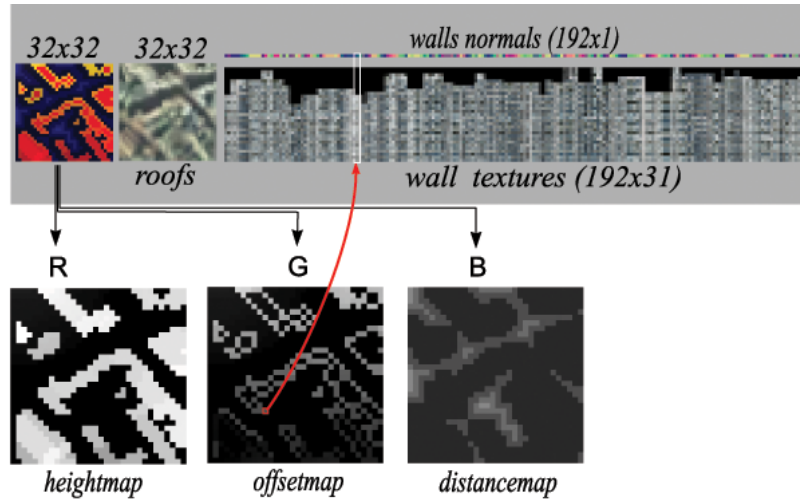 32x32
32x32
walls normals (192x1)
roofs
wall textures (192x31)
R
G
B
heightmap
offsetmap
distancemap